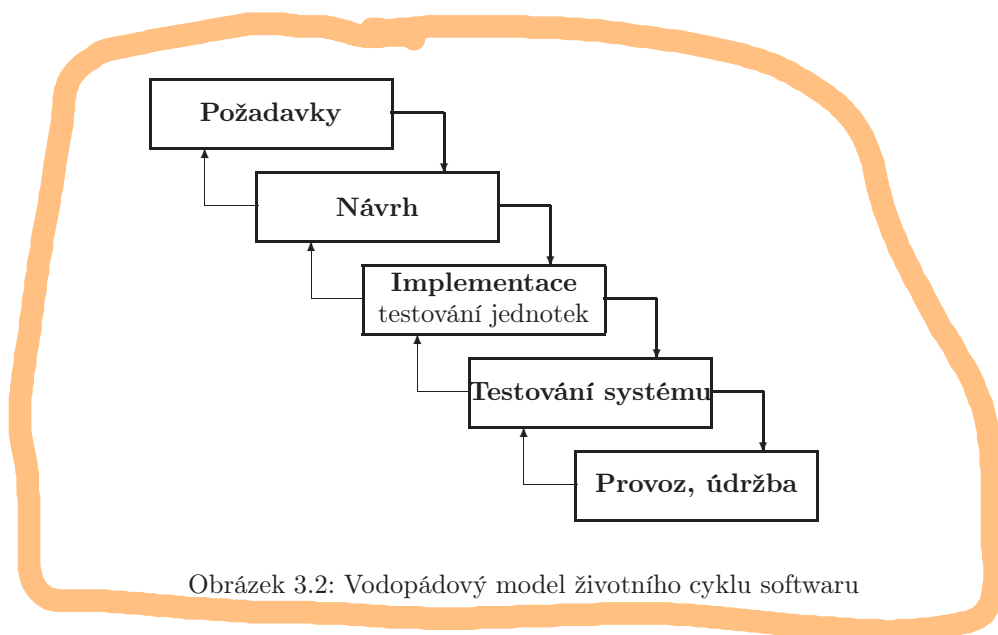 Požadavky
Návrh
Implementace
testování jednotek
Testování systému
Provoz, údržba
Obrázek 3.2: Vodopádový model životního cyklu softwaru